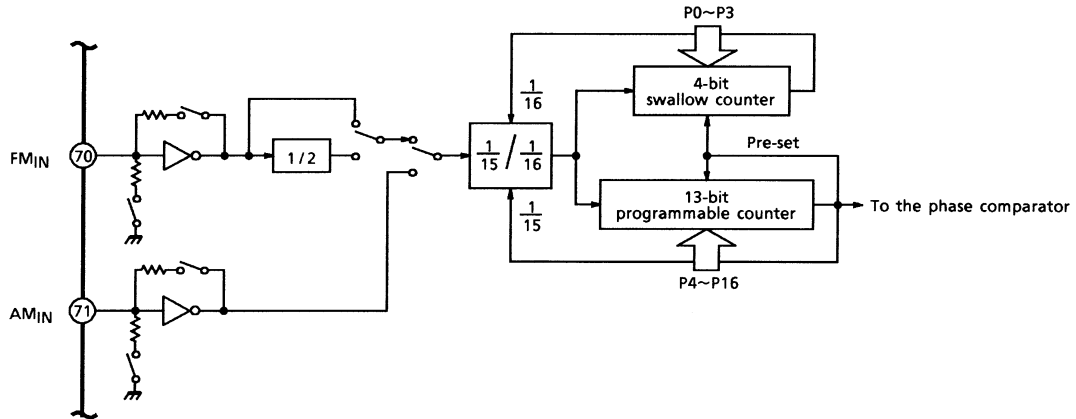 P0~P3
4-bit
swallow counter
1/16
FMIN
70
1/2
1/15 / 1/16
Pre-set
13-bit
programmable counter
To the phase comparator
1/15
P4~P16
AMIN
71